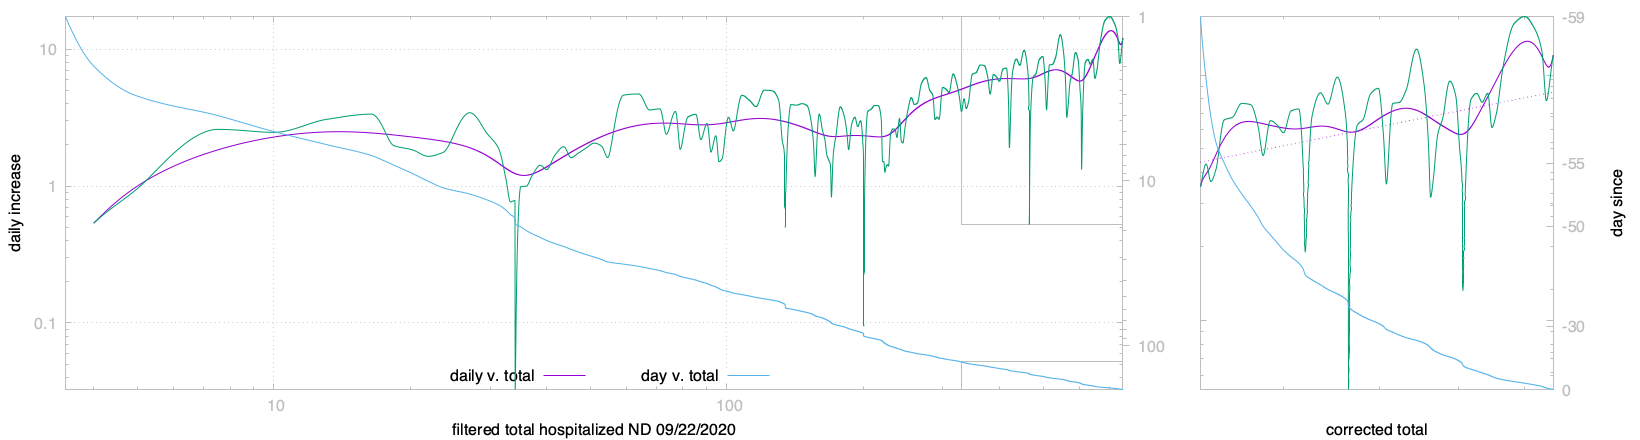 daily increase
10
1
0.1
10
100
1
10
100
daily v. total
day v. total
filtered total hospitalized ND 09/22/2020
-59
-55
-50
-30
0
day since
corrected total